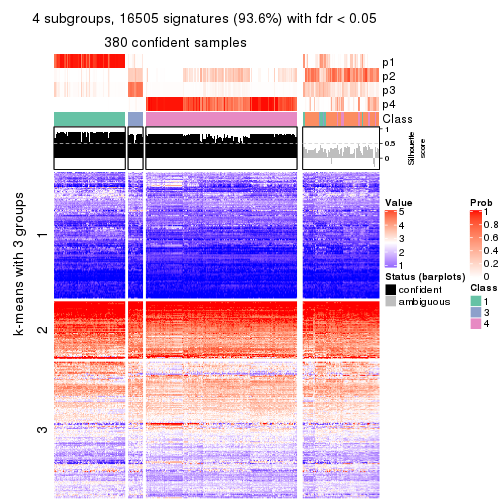 4 subgroups, 16505 signatures (93.6%) with fdr < 0.05
380 confident samples
p1
p2
p3
p4
Class
1
0.5
0
Silhouette
score
k-means with 3 groups
1
2
3
Value
5
4
3
2
1
Status (barplots)
confident
ambiguous
Prob
1
0.8
0.6
0.4
0.2
0
Class
1
3
4